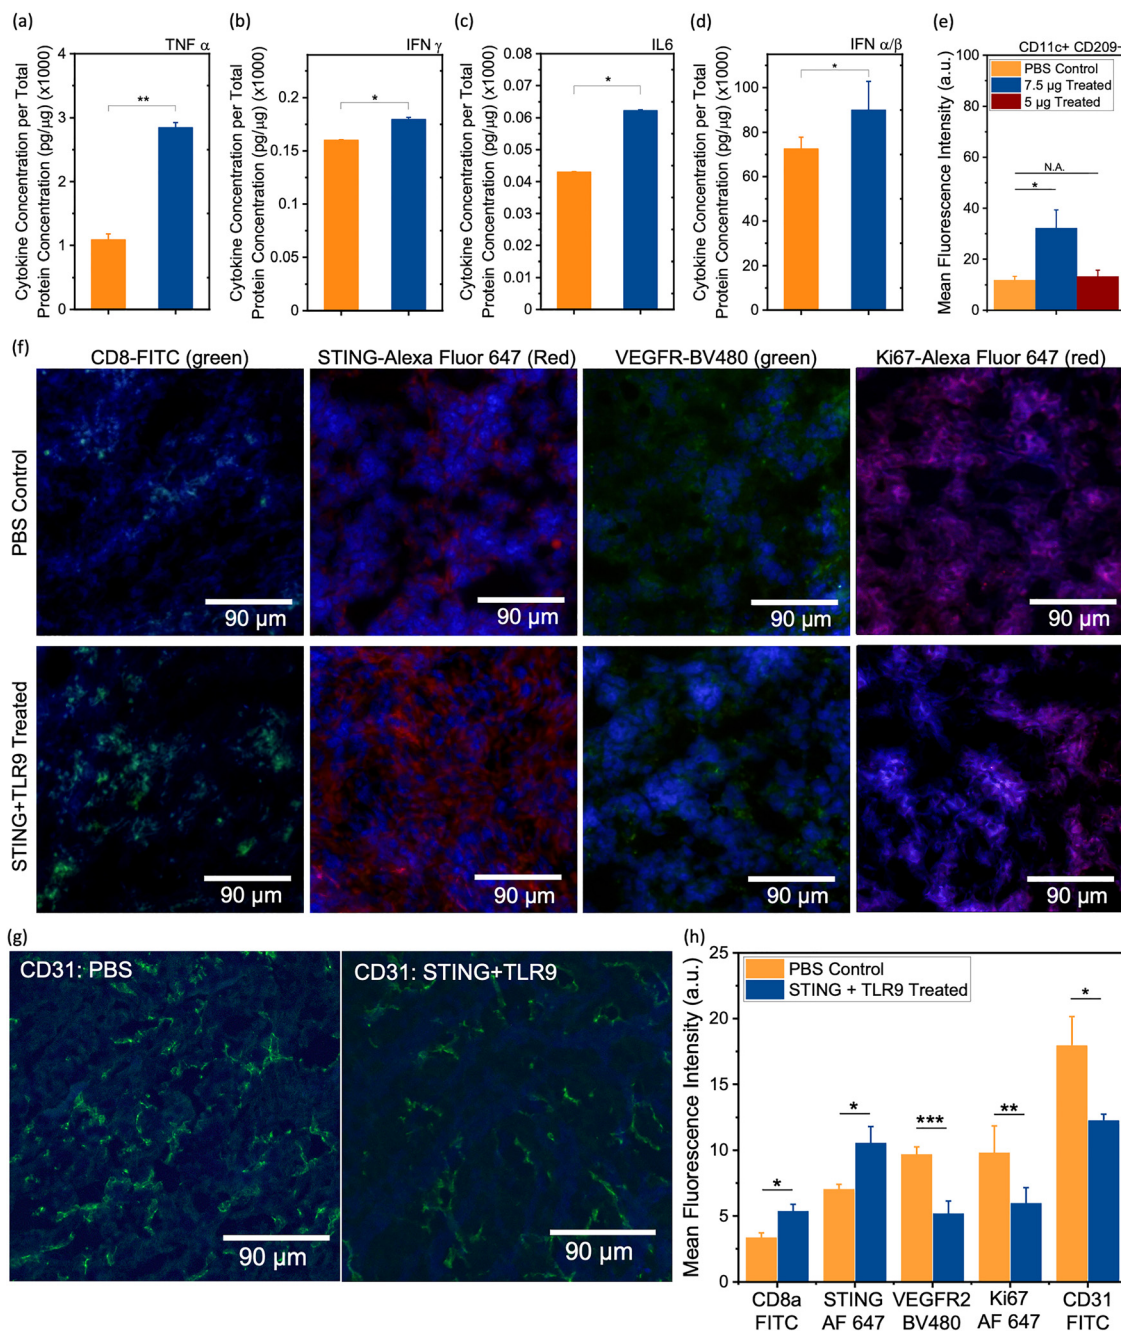 (a)
TNF α
Cytokine Concentration per Total
Protein Concentration (pg/µg) (x1000)
4
3
2
1
0
**
(b)
IFN γ
Cytokine Concentration per Total
Protein Concentration (pg/µg) (x1000)
0.2
0.15
0.1
0.05
0
*
(c)
IL6
Cytokine Concentration per Total
Protein Concentration (pg/µg) (x1000)
0.08
0.07
0.06
0.05
0.04
0.03
0.02
0.01
0.00
*
(d)
IFN α/β
Cytokine Concentration per Total
Protein Concentration (pg/µg) (x1000)
100
80
60
40
20
0
*
(e)
CD11c+ CD209-
Mean Fluorescence Intensity (a.u.)
100
80
60
40
20
0
PBS Control
7.5 µg Treated
5 µg Treated
N.A.
*
(f)
CD8-FITC (green)
STING-Alexa Fluor 647 (Red)
VEGFR-BV480 (green)
Ki67-Alexa Fluor 647 (red)
PBS Control
90 µm
90 µm
90 µm
90 µm
STING+TLR9 Treated
90 µm
90 µm
90 µm
90 µm
(g)
CD31: PBS
90 µm
CD31: STING+TLR9
90 µm
(h)
Mean Fluorescence Intensity (a.u.)
25
20
15
10
5
0
PBS Control
STING + TLR9 Treated
*
*
***
**
*
CD8a
FITC
STING
AF 647
VEGFR2
BV480
Ki67
AF 647
CD31
FITC